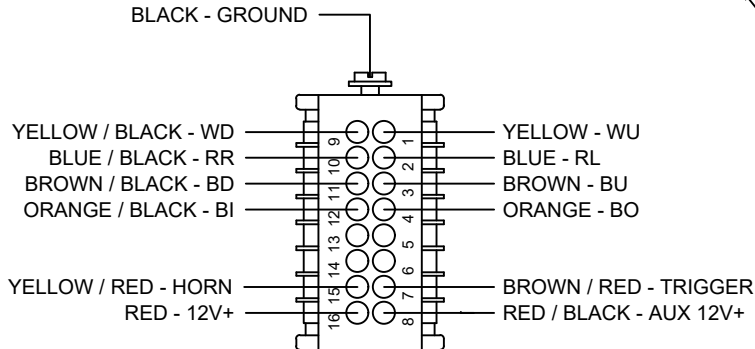 BLACK - GROUND
YELLOW / BLACK - WD 9 1 YELLOW - WU
BLUE / BLACK - RR 10 2 BLUE - RL
BROWN / BLACK - BD 11 3 BROWN - BU
ORANGE / BLACK - BI 12 4 ORANGE - BO
13 5
14 6
YELLOW / RED - HORN 15 7 BROWN / RED - TRIGGER
RED - 12V+ 16 8 RED / BLACK - AUX 12V+